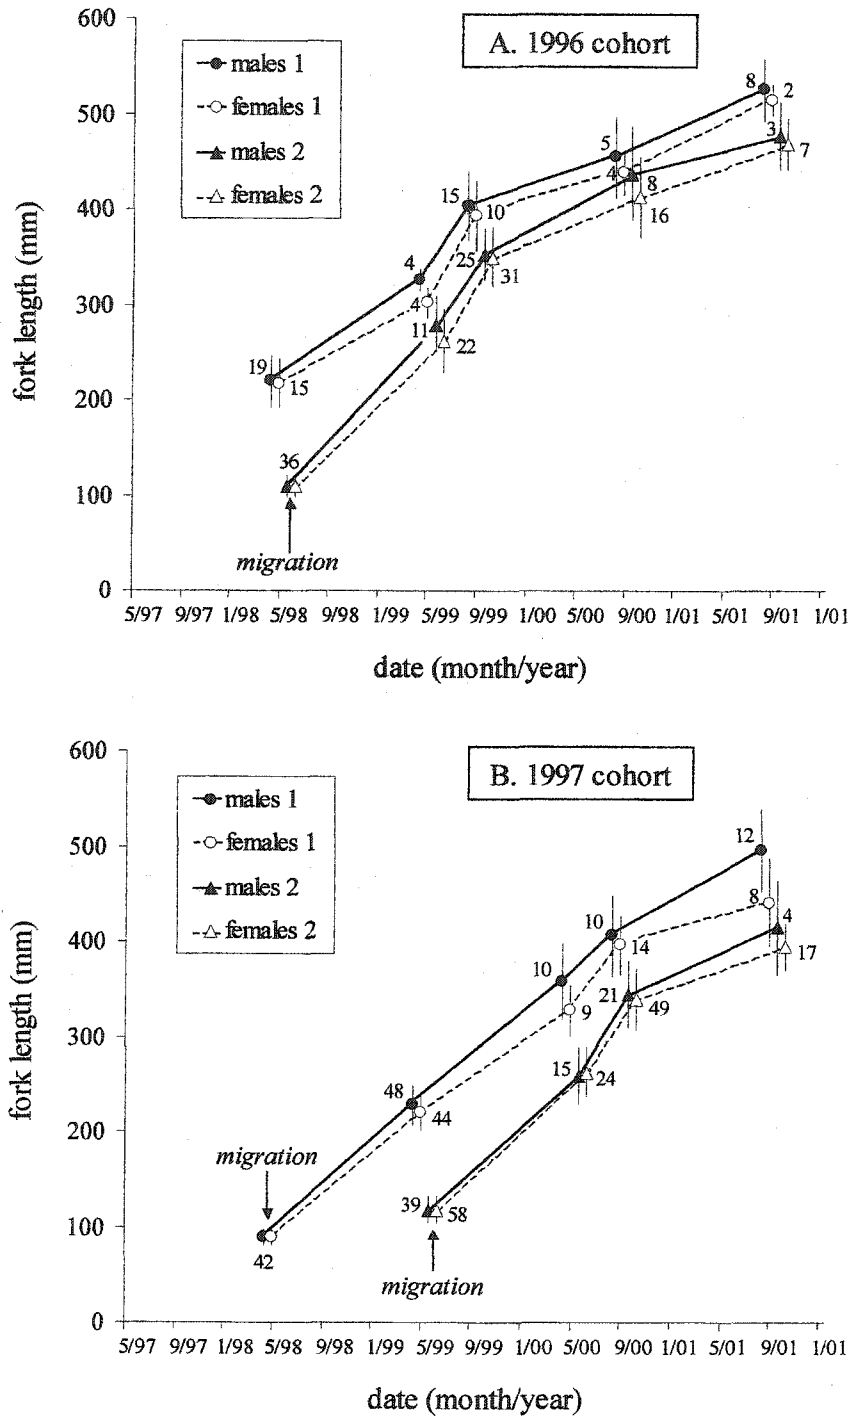 A. 1996 cohort
600
500
400
300
200
100
0
fork length (mm)
males 1
females 1
males 2
females 2
19
15
36
migration
4
4
11
22
15
10
25
31
5
4
8
16
8
2
3
7
5/97 9/97 1/98 5/98 9/98 1/99 5/99 9/99 1/00 5/00 9/00 1/01 5/01 9/01 1/01
date (month/year)
B. 1997 cohort
600
500
400
300
200
100
0
fork length (mm)
males 1
females 1
males 2
females 2
migration
42
48
44
39
58
migration
10
9
15
24
10
14
21
49
12
8
4
17
5/97 9/97 1/98 5/98 9/98 1/99 5/99 9/99 1/00 5/00 9/00 1/01 5/01 9/01 1/01
date (month/year)